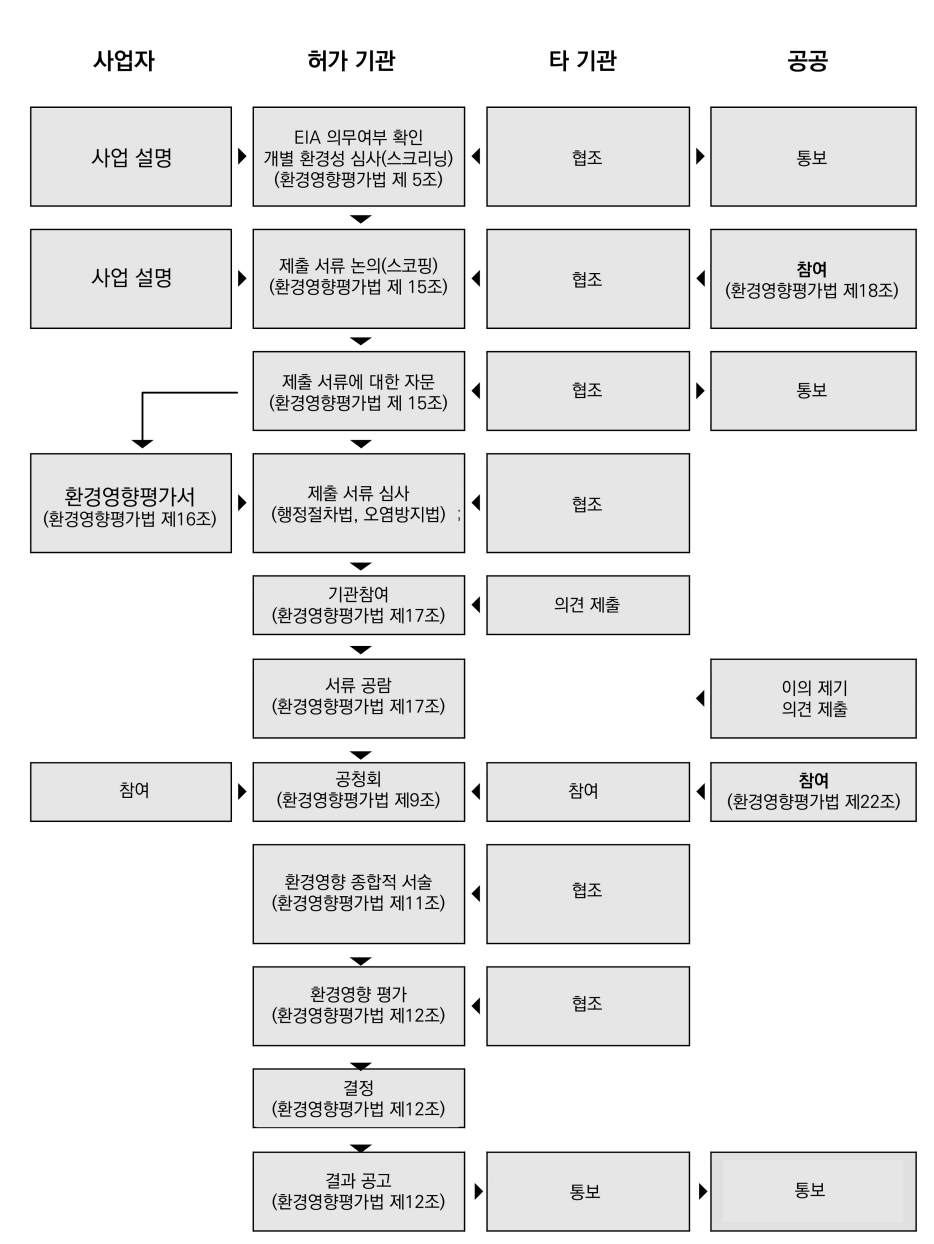 사업자
허가 기관
타 기관
공공
사업 설명
EIA 의무여부 확인
개별 환경성 심사(스크리닝)
(환경영향평가법 제 5조)
협조
통보
사업 설명
제출 서류 논의(스코핑)
(환경영향평가법 제 15조)
협조
참여
(환경영향평가법 제18조)
제출 서류에 대한 자문
(환경영향평가법 제 15조)
협조
통보
환경영향평가서
(환경영향평가법 제16조)
제출 서류 심사
(행정절차법, 오염방지법) ;
협조
기관참여
(환경영향평가법 제17조)
의견 제출
서류 공람
(환경영향평가법 제17조)
이의 제기
의견 제출
참여
공청회
(환경영향평가법 제9조)
참여
참여
(환경영향평가법 제22조)
환경영향 종합적 서술
(환경영향평가법 제11조)
협조
환경영향 평가
(환경영향평가법 제12조)
협조
결정
(환경영향평가법 제12조)
결과 공고
(환경영향평가법 제12조)
통보
통보